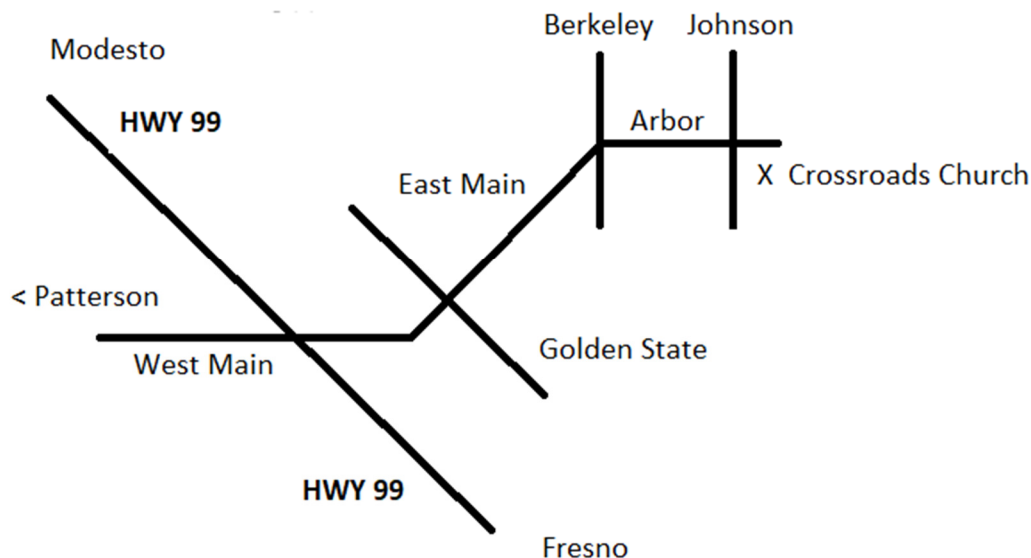 Berkeley
Johnson
Modesto
HWY 99
Arbor
East Main
X Crossroads Church
< Patterson
West Main
Golden State
HWY 99
Fresno